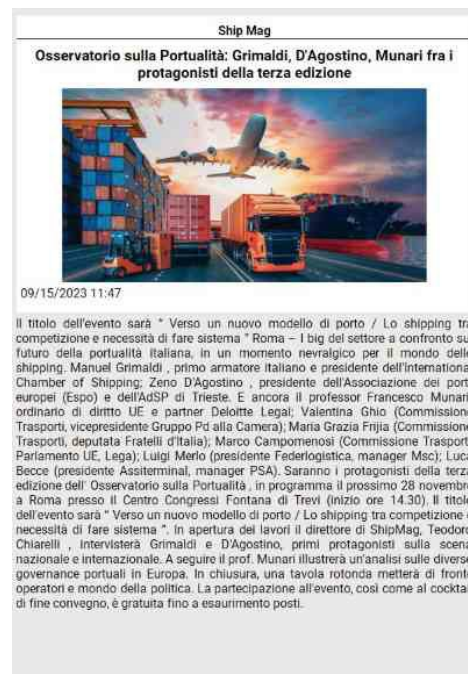 Ship Mag
Osservatorio sulla Portualità: Grimaldi, D'Agostino, Munari fra i
protagonisti della terza edizione
09/15/2023 11:47
Il titolo dell'evento sarà " Verso un nuovo modello di porto / Lo shipping tra
competizione e necessità di fare sistema " Roma – I big del settore a confronto su
futuro della portualità italiana, in un momento nevralgico per il mondo dello
shipping. Manuel Grimaldi , primo armatore italiano e presidente dell'International
Chamber of Shipping; Zeno D'Agostino , presidente dell'Associazione dei porti
europei (Espo) e dell'AdSP di Trieste. E ancora il professor Francesco Munari
ordinario di diritto UE e partner Deloitte Legal; Valentina Ghio (Commissione
Trasporti, vicepresidente Gruppo Pd alla Camera); Maria Grazia Frijia (Commissione
Trasporti, deputata Fratelli d'Italia); Marco Campomenosi (Commissione Trasporti
Parlamento UE, Lega); Luigi Merlo (presidente Federlogistica, manager Msc); Luca
Becce (presidente Assiterminal, manager PSA). Saranno i protagonisti della terza
edizione dell' Osservatorio sulla Portualità , in programma il prossimo 28 novembre
a Roma presso il Centro Congressi Fontana di Trevi (inizio ore 14.30). Il titolo
dell'evento sarà " Verso un nuovo modello di porto / Lo shipping tra competizione e
necessità di fare sistema ". In apertura dei lavori il direttore di ShipMag, Teodoro
Chiarelli , intervisterà Grimaldi e D'Agostino, primi protagonisti sulla scena
nazionale e internazionale. A seguire il prof. Munari illustrerà un'analisi sulle diverse
governance portuali in Europa. In chiusura, una tavola rotonda metterà di fronte
operatori e mondo della politica. La partecipazione all'evento, così come al cocktail
di fine convegno, è gratuita fino a esaurimento posti.